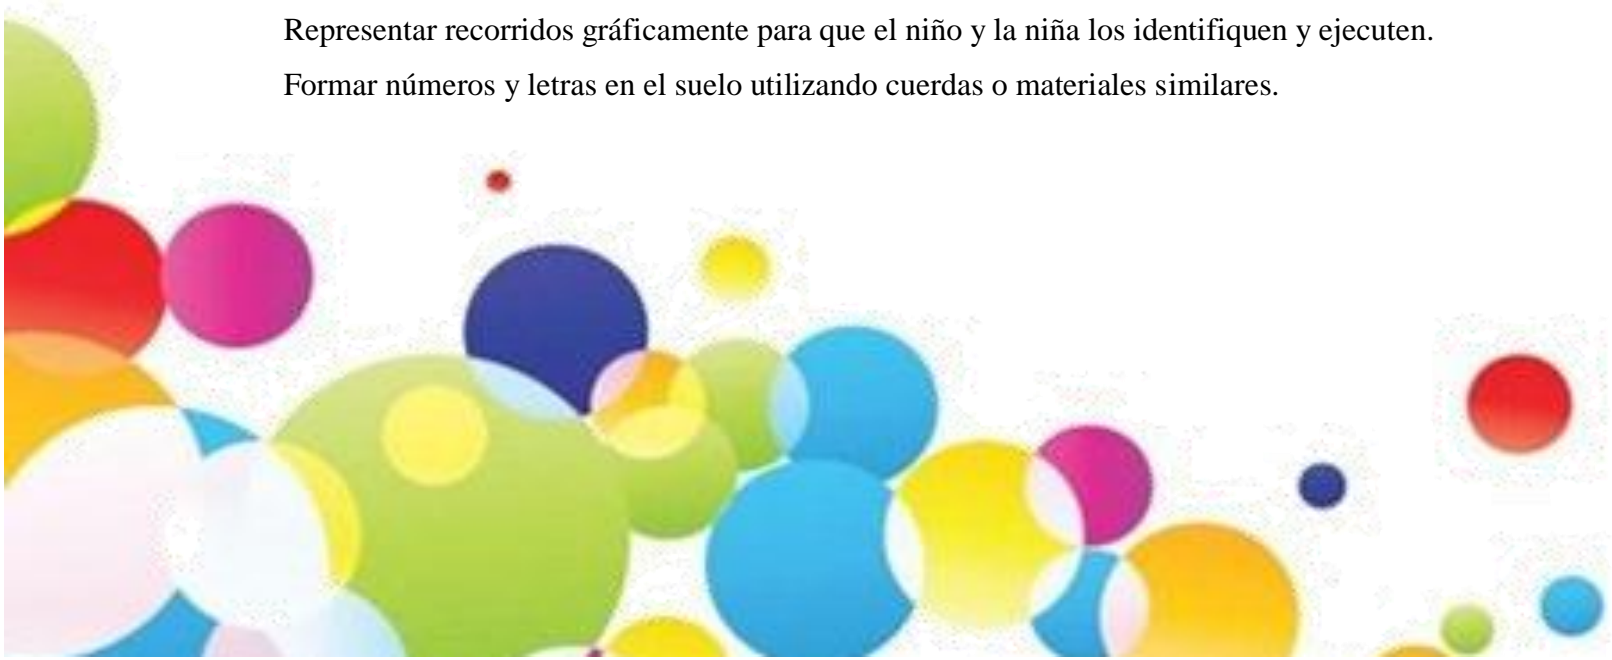 Representar recorridos gráficamente para que el niño y la niña los identifiquen y ejecuten.
Formar números y letras en el suelo utilizando cuerdas o materiales similares.